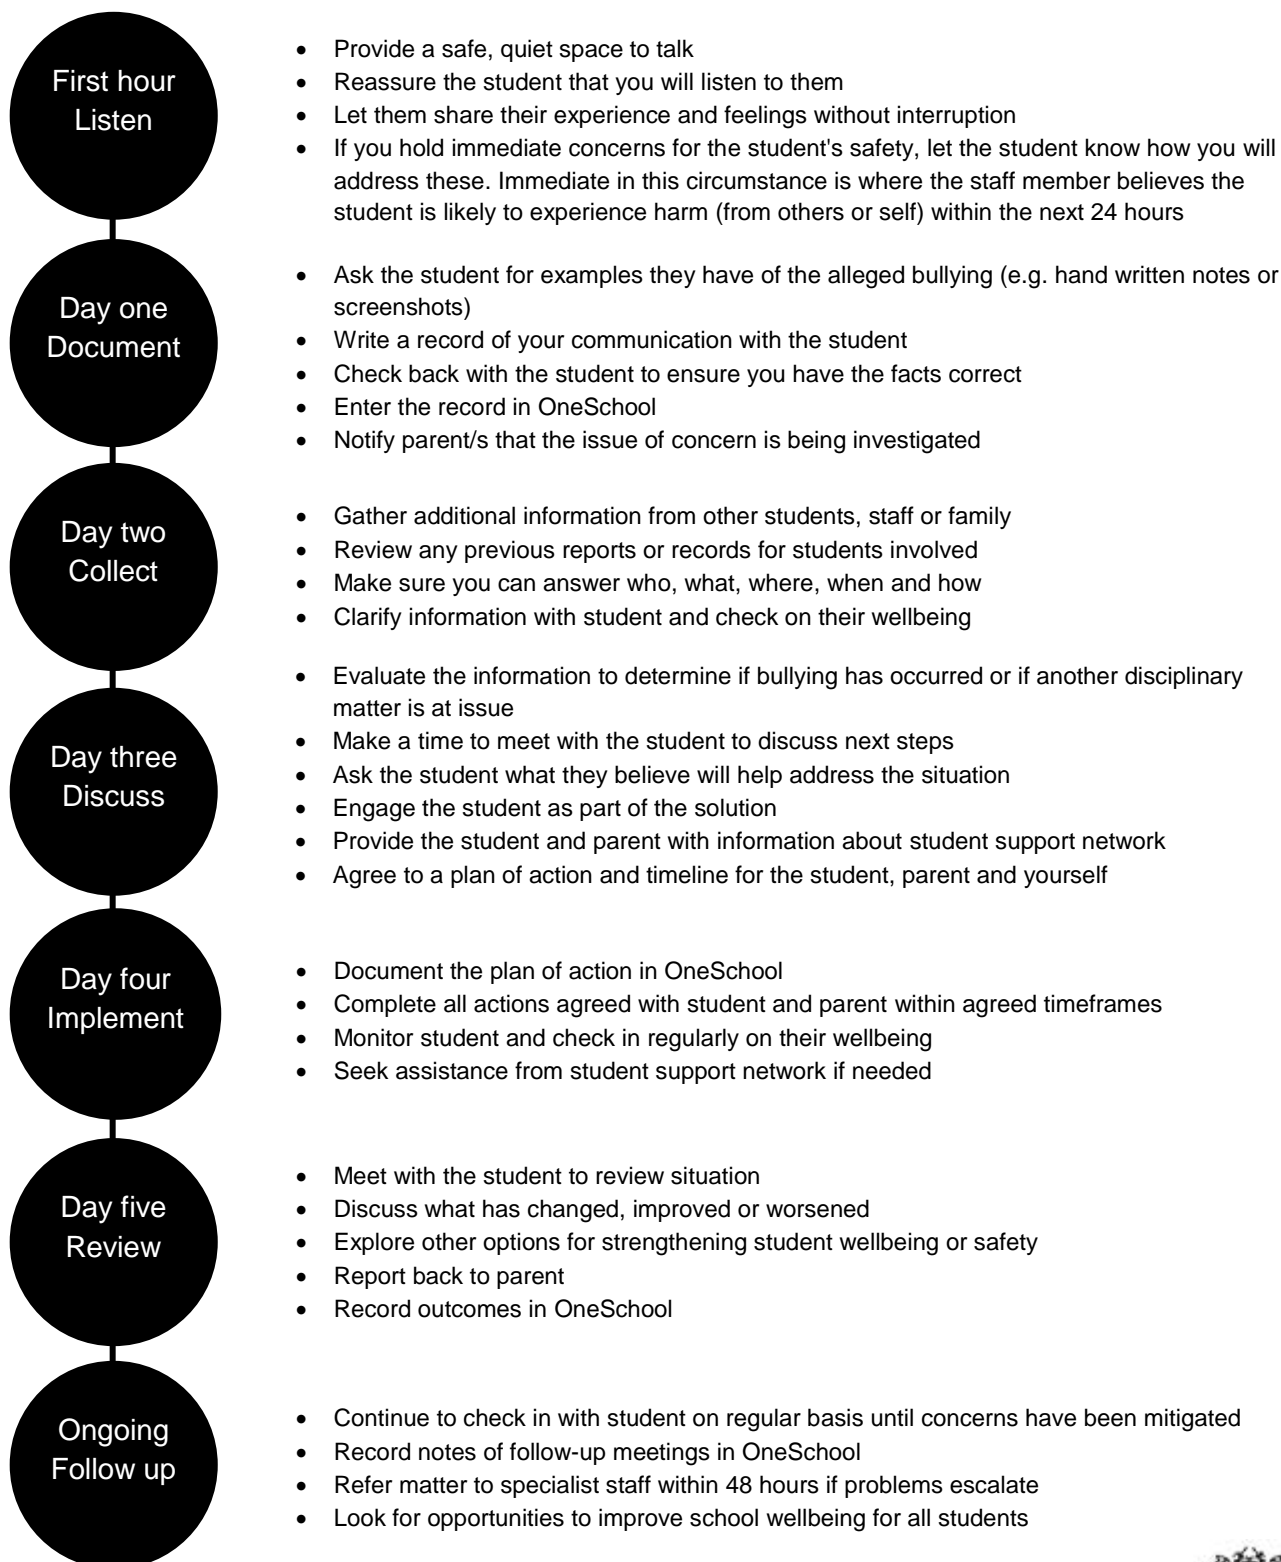 First hour
Listen
• Provide a safe, quiet space to talk
• Reassure the student that you will listen to them
• Let them share their experience and feelings without interruption
• If you hold immediate concerns for the student's safety, let the student know how you will
address these. Immediate in this circumstance is where the staff member believes the
student is likely to experience harm (from others or self) within the next 24 hours
Day one
Document
• Ask the student for examples they have of the alleged bullying (e.g. hand written notes or
screenshots)
• Write a record of your communication with the student
• Check back with the student to ensure you have the facts correct
• Enter the record in OneSchool
• Notify parent/s that the issue of concern is being investigated
Day two
Collect
• Gather additional information from other students, staff or family
• Review any previous reports or records for students involved
• Make sure you can answer who, what, where, when and how
• Clarify information with student and check on their wellbeing
Day three
Discuss
• Evaluate the information to determine if bullying has occurred or if another disciplinary
matter is at issue
• Make a time to meet with the student to discuss next steps
• Ask the student what they believe will help address the situation
• Engage the student as part of the solution
• Provide the student and parent with information about student support network
• Agree to a plan of action and timeline for the student, parent and yourself
Day four
Implement
• Document the plan of action in OneSchool
• Complete all actions agreed with student and parent within agreed timeframes
• Monitor student and check in regularly on their wellbeing
• Seek assistance from student support network if needed
Day five
Review
• Meet with the student to review situation
• Discuss what has changed, improved or worsened
• Explore other options for strengthening student wellbeing or safety
• Report back to parent
• Record outcomes in OneSchool
Ongoing
Follow up
• Continue to check in with student on regular basis until concerns have been mitigated
• Record notes of follow-up meetings in OneSchool
• Refer matter to specialist staff within 48 hours if problems escalate
• Look for opportunities to improve school wellbeing for all students